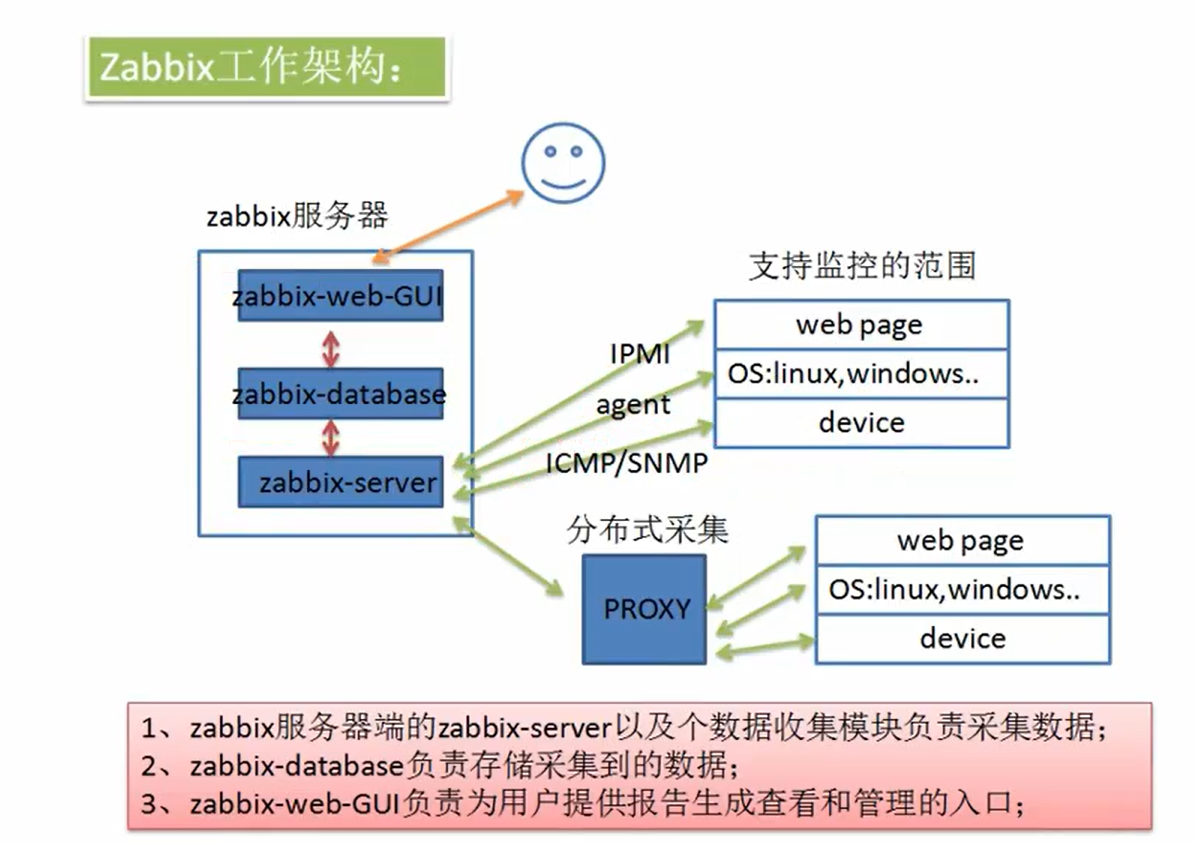 Zabbix工作架构：
zabbix服务器
zabbix-web-GUI
zabbix-database
zabbix-server
支持监控的范围
web page
OS:linux,windows..
device
IPMI
agent
ICMP/SNMP
分布式采集
PROXY
web page
OS:linux,windows..
device
1、zabbix服务器端的zabbix-server以及个数据收集模块负责采集数据；
2、zabbix-database负责存储采集到的数据；
3、zabbix-web-GUI负责为用户提供报告生成查看和管理的入口；